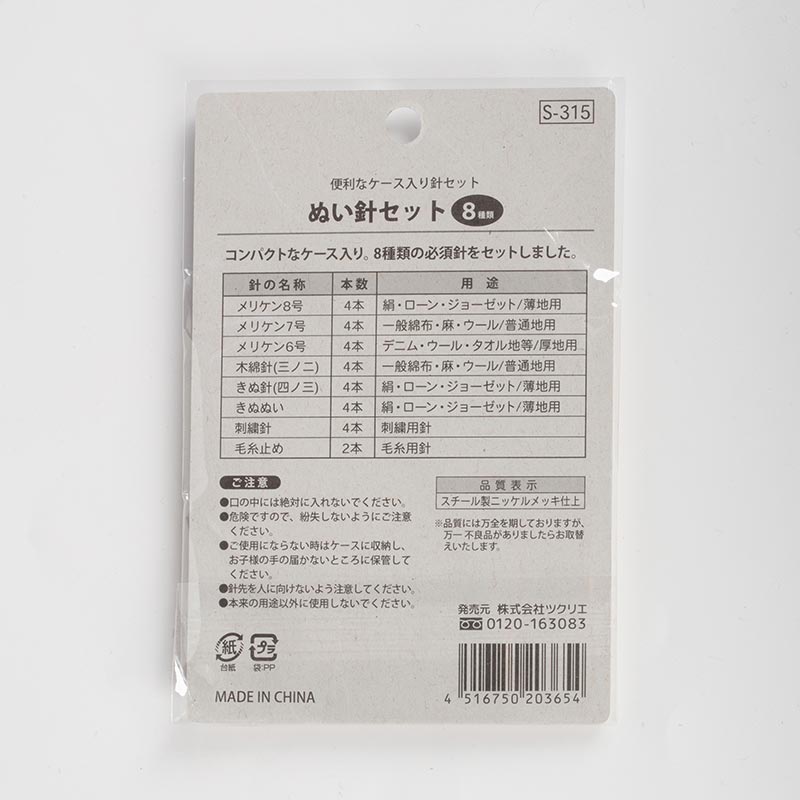 S-315
便利なケース入り針セット
ぬい針セット 8種類
コンパクトなケース入り。8種類の必須針をセットしました。
針の名称 本数 用途
メリケン8号 4本 絹・ローン・ジョーゼット/薄地用
メリケン7号 4本 一般綿布・麻・ウール/普通地用
メリケン6号 4本 デニム・ウール・タオル地等/厚地用
木綿針(三ノ二) 4本 一般綿布・麻・ウール/普通地用
きぬ針(四ノ三) 4本 絹・ローン・ジョーゼット/薄地用
きぬぬい 4本 絹・ローン・ジョーゼット/薄地用
刺繍針 4本 刺繍用針
毛糸止め 2本 毛糸用針
ご注意
●口の中には絶対に入れないでください。
●危険ですので、紛失しないようにご注意
ください。
●ご使用にならない時はケースに収納し、
お子様の手の届かないところに保管して
ください。
●針先を人に向けないよう注意してください。
●本来の用途以外に使用しないでください。
品質表示
スチール製ニッケルメッキ仕上
※品質には万全を期しておりますが、
万一 不良品がありましたらお取替
えいたします。
発売元 株式会社ツクリエ
0120-163083
紙 プラ
台紙 袋:PP
MADE IN CHINA
4 516750 203654